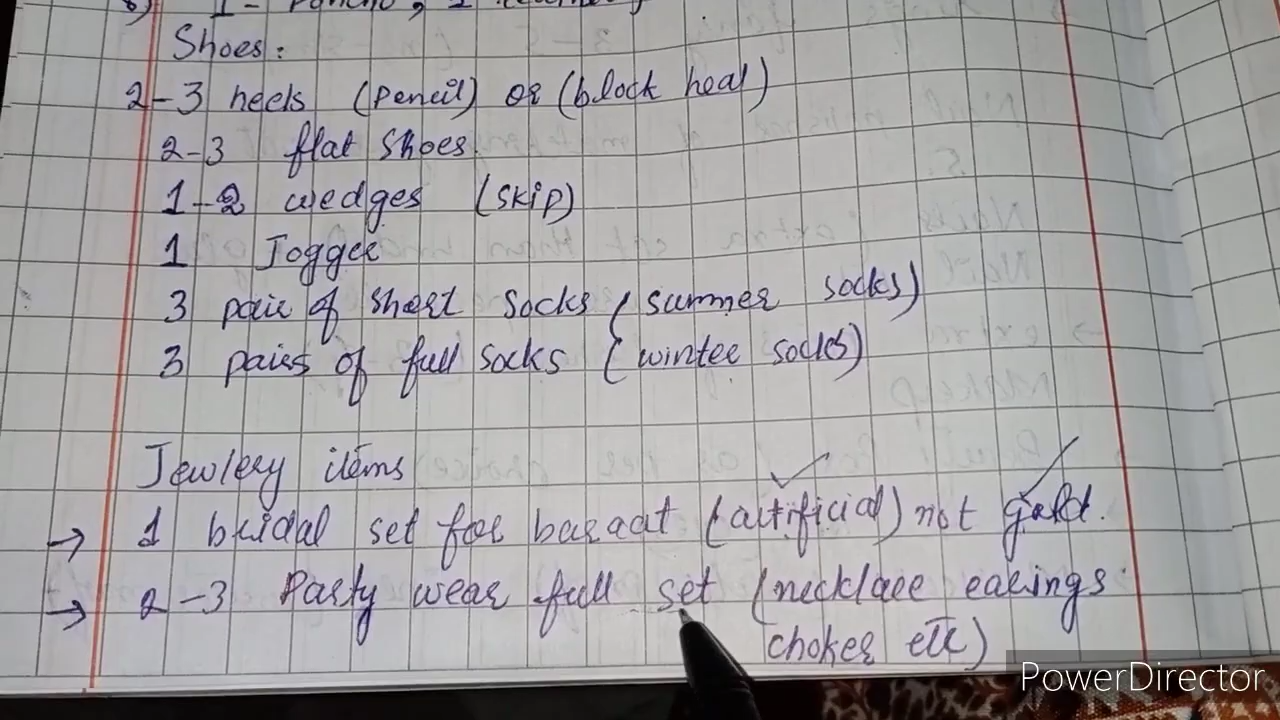 Shoes:
2-3 heels (Pencil) or (block heal)
2-3 flat shoes.
1-2 wedges (skip)
1 Jogger
3 pair of short socks (summer socks)
3 pairs of full socks (winter socks)
Jewlery items
→ 1 bridal set for baraat (artificial) not gold.
→ 2-3 Party wear full set (necklace earings
choker etc)
PowerDirector